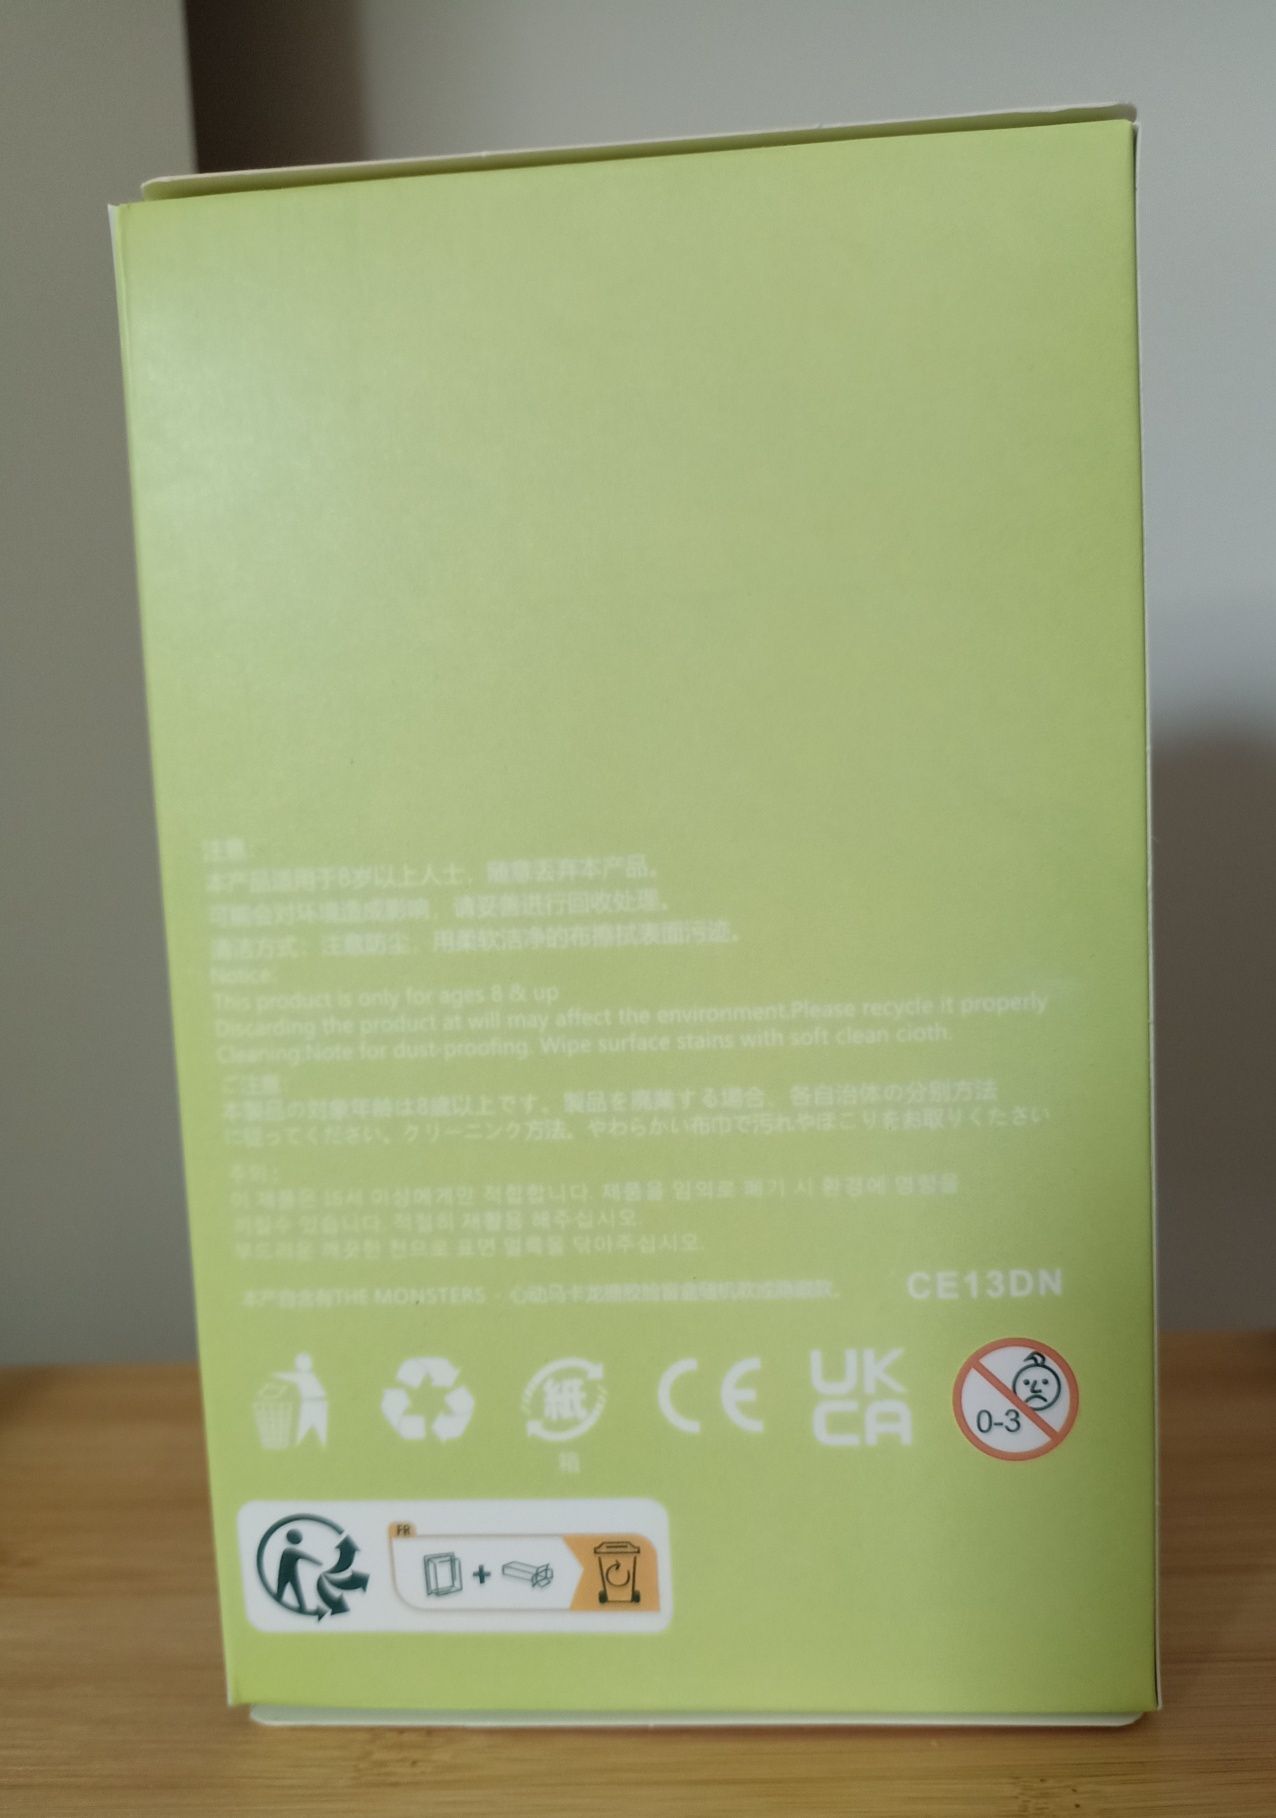 注意:
本产品适用于8岁以上人士，随意丢弃本产品。
可能会对环境造成影响，请妥善进行回收处理。
清洁方式：注意防尘，用柔软洁净的布擦拭表面污迹。
Notice:
This product is only for ages 8 & up
Discarding the product at will may affect the environment.Please recycle it properly
Cleaning:Note for dust-proofing. Wipe surface stains with soft clean cloth.
ご注意
本製品の対象年齢は8歳以上です。製品を廃棄する場合、各自治体の分别方法
に従ってください。クリーニング方法。やわらかい布巾で汚れやほこりをお取りください
주의:
이 제품은 15세 이상에게만 적합합니다. 제품을 임의로 폐기 시 환경에 영향을
끼칠수 있습니다. 적절히 재활용 해주십시오.
부드러운 깨끗한 천으로 표면 얼룩을 닦아주십시오.
本产品含有THE MONSTERS - 心动马卡龙搪胶脸
CE13DN
紙
箱
CE
UK
CA
0-3
FR